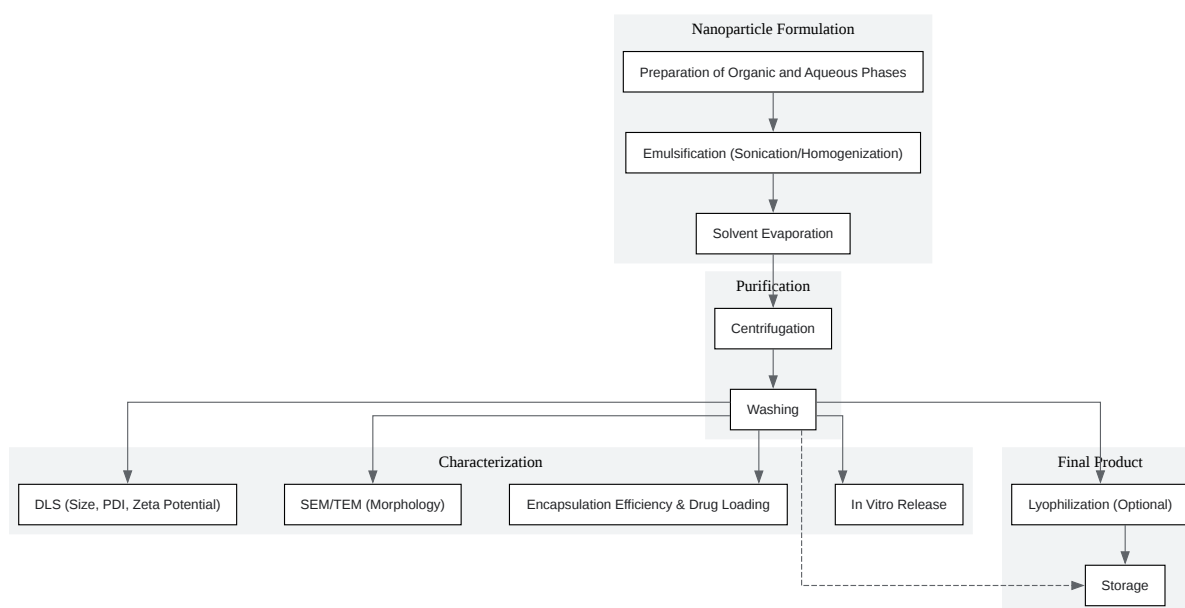 Nanoparticle Formulation
Preparation of Organic and Aqueous Phases
Emulsification (Sonication/Homogenization)
Solvent Evaporation
Purification
Centrifugation
Washing
Characterization
Final Product
DLS (Size, PDI, Zeta Potential)
SEM/TEM (Morphology)
Encapsulation Efficiency & Drug Loading
In Vitro Release
Lyophilization (Optional)
Storage